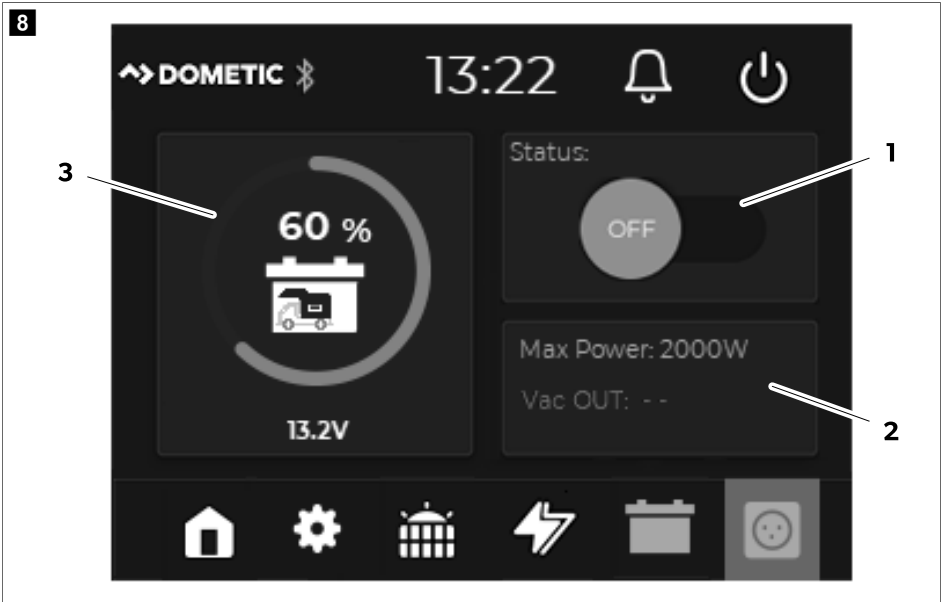 8
DOMETIC 13:22
3
60 %
13.2V
Status:
OFF
1
Max Power: 2000W
Vac OUT: - -
2